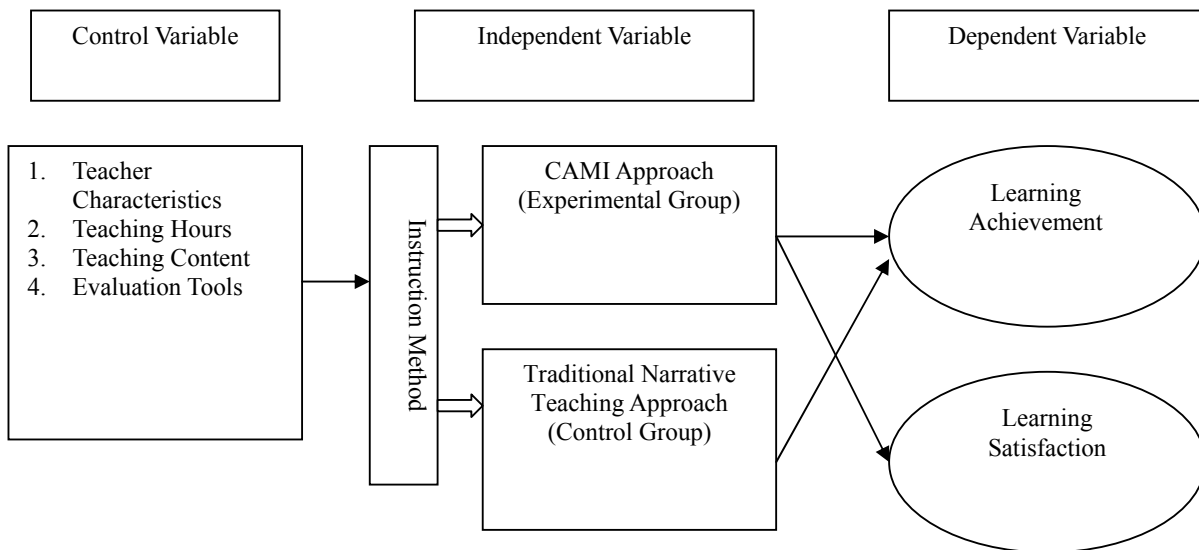 Control Variable
Independent Variable
Dependent Variable
1. Teacher
Characteristics
2. Teaching Hours
3. Teaching Content
4. Evaluation Tools
Instruction Method
CAMI Approach
(Experimental Group)
Traditional Narrative
Teaching Approach
(Control Group)
Learning
Achievement
Learning
Satisfaction